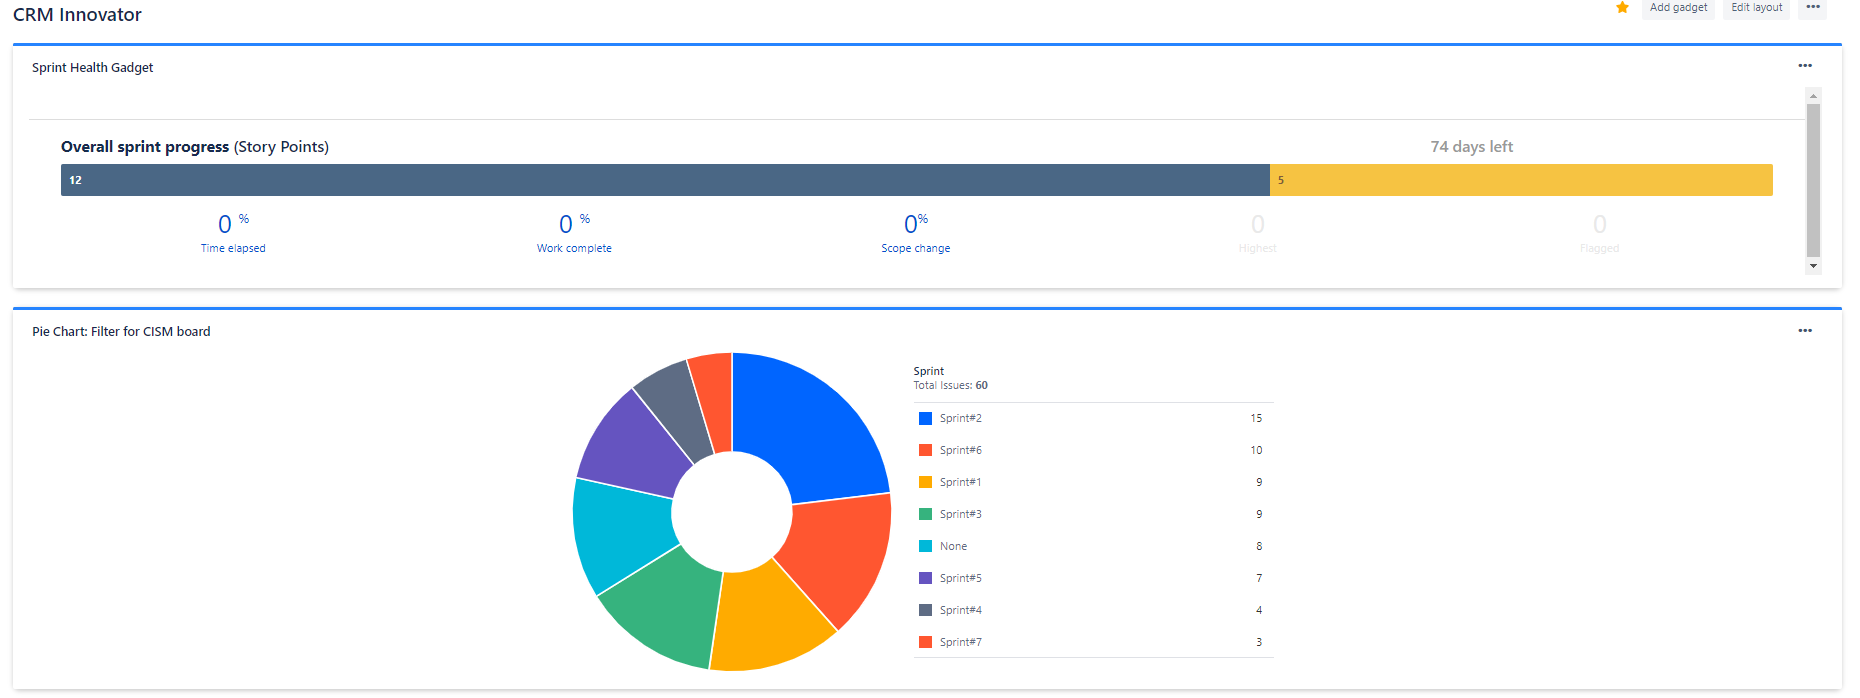 CRM Innovator
Add gadget
Edit layout
Sprint Health Gadget
Overall sprint progress (Story Points)
74 days left
12
5
0 %
Time elapsed
0 %
Work complete
0%
Scope change
0
Highest
0
Flagged
Pie Chart: Filter for CISM board
Sprint
Total Issues: 60
Sprint#2 15
Sprint#6 10
Sprint#1 9
Sprint#3 9
None 8
Sprint#5 7
Sprint#4 4
Sprint#7 3